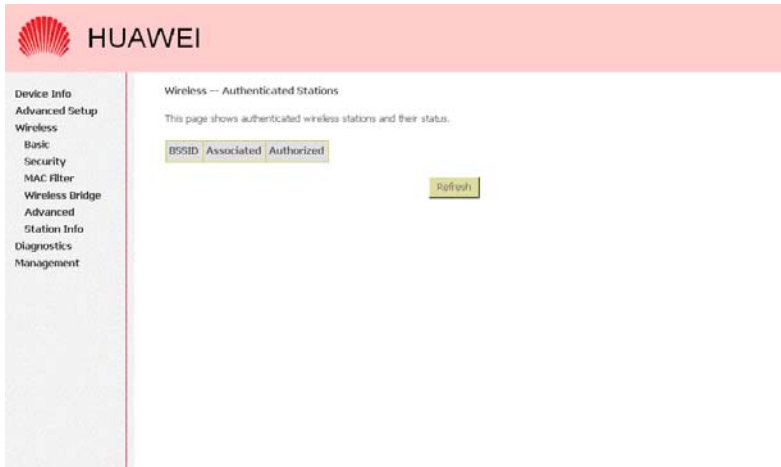 HUAWEI
Device Info
Advanced Setup
Wireless
Basic
Security
MAC Filter
Wireless Bridge
Advanced
Station Info
Diagnostics
Management
Wireless -- Authenticated Stations
This page shows authenticated wireless stations and their status.
BSSID Associated Authorized
Refresh